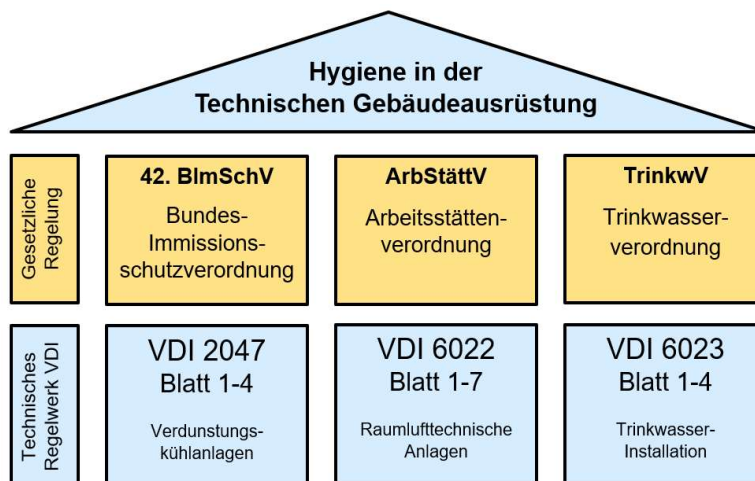 Hygiene in der
Technischen Gebäudeausrüstung
Gesetzliche
Regelung
42. BImSchV
Bundes-
Immissions-
schutzverordnung
ArbStättV
Arbeitsstätten-
verordnung
TrinkwV
Trinkwasser-
verordnung
Technisches
Regelwerk VDI
VDI 2047
Blatt 1-4
Verdunstungs-
kühlanlagen
VDI 6022
Blatt 1-7
Raumlufttechnische
Anlagen
VDI 6023
Blatt 1-4
Trinkwasser-
Installation